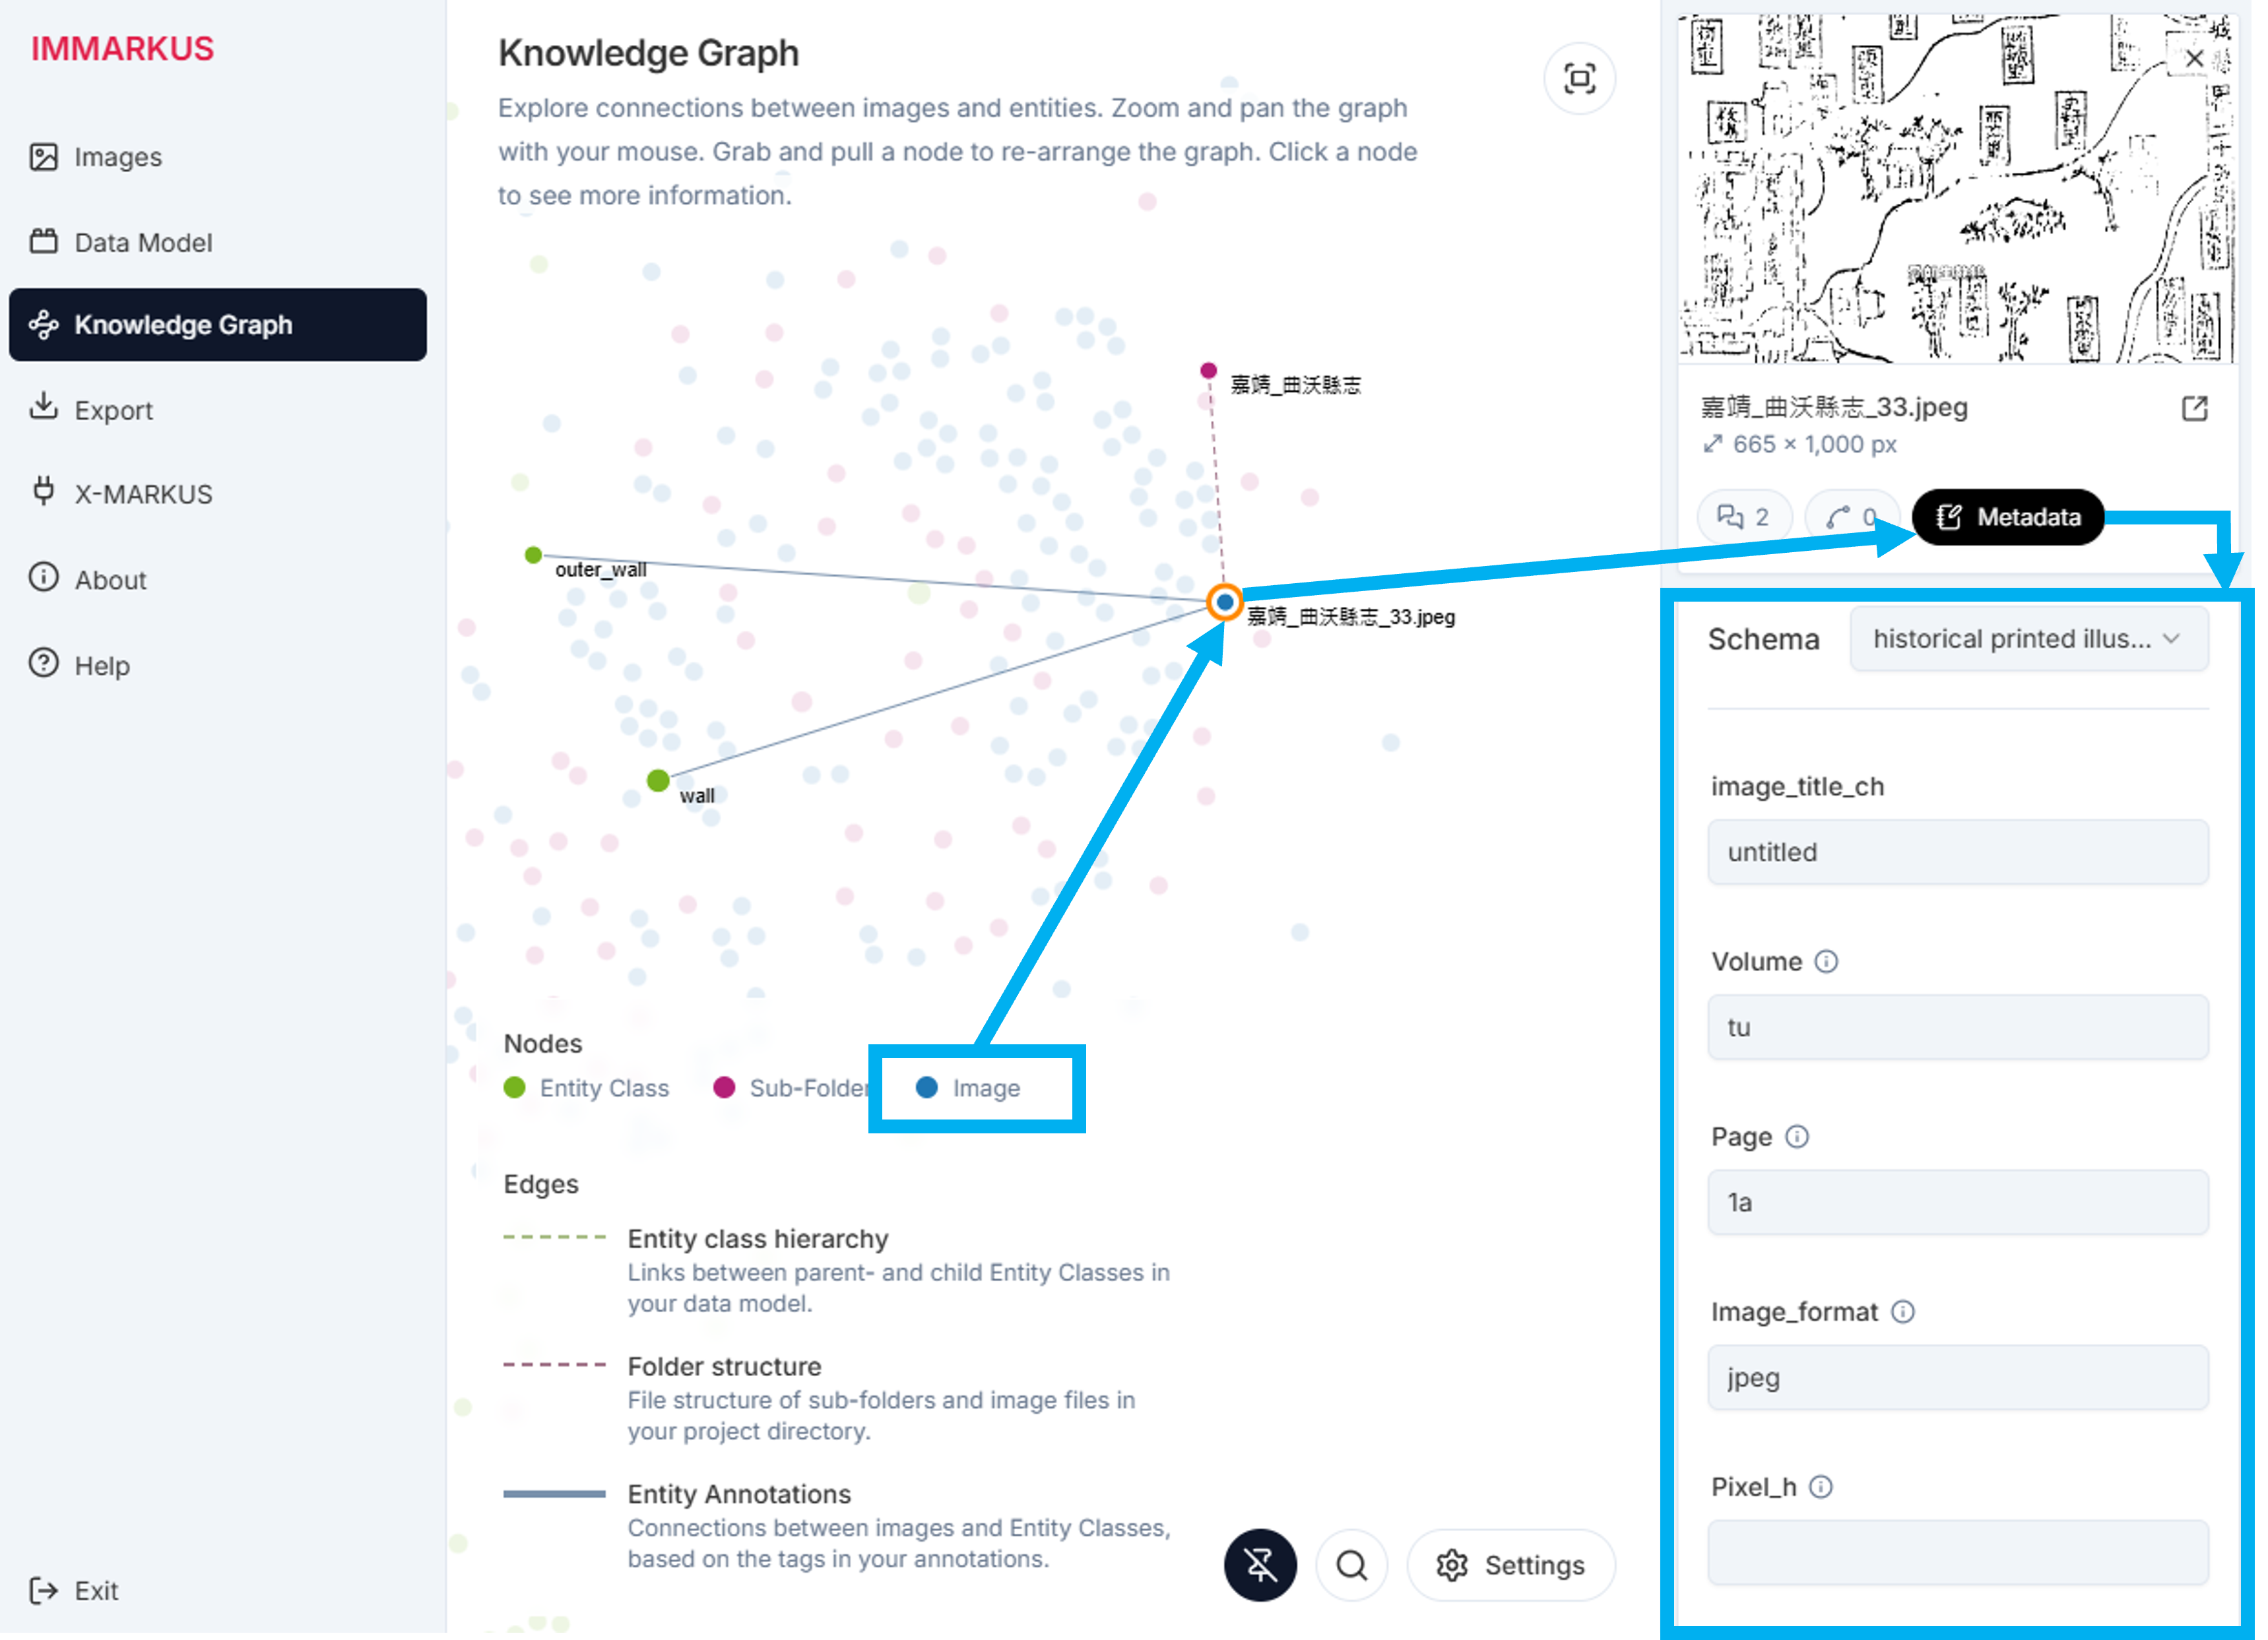 IMMARKUS
Images
Data Model
Knowledge Graph
Export
X-MARKUS
About
Help
Exit
Knowledge Graph
Explore connections between images and entities. Zoom and pan the graph
with your mouse. Grab and pull a node to re-arrange the graph. Click a node
to see more information.
嘉靖_曲沃縣志
outer_wall
嘉靖_曲沃縣志_33.jpeg
wall
Nodes
Entity Class
Sub-Folder
Image
Edges
Entity class hierarchy
Links between parent- and child Entity Classes in
your data model.
Folder structure
File structure of sub-folders and image files in
your project directory.
Entity Annotations
Connections between images and Entity Classes,
based on the tags in your annotations.
Settings
嘉靖_曲沃縣志_33.jpeg
665 × 1,000 px
2
0
Metadata
Schema
historical printed illus...
image_title_ch
untitled
Volume
tu
Page
1a
Image_format
jpeg
Pixel_h